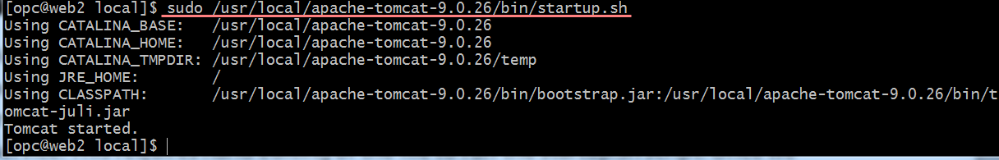 [opc@web2 local]$ sudo /usr/local/apache-tomcat-9.0.26/bin/startup.sh
Using CATALINA_BASE:   /usr/local/apache-tomcat-9.0.26
Using CATALINA_HOME:   /usr/local/apache-tomcat-9.0.26
Using CATALINA_TMPDIR: /usr/local/apache-tomcat-9.0.26/temp
Using JRE_HOME:        /
Using CLASSPATH:       /usr/local/apache-tomcat-9.0.26/bin/bootstrap.jar:/usr/local/apache-tomcat-9.0.26/bin/t
omcat-juli.jar
Tomcat started.
[opc@web2 local]$